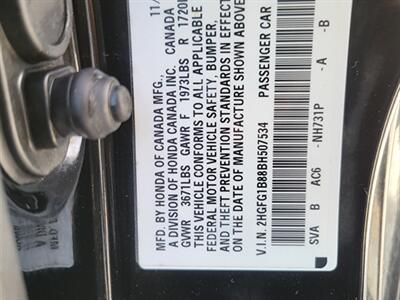 MFD. BY HONDA OF CANADA MFG.,
A DIVISION OF HONDA CANADA INC. CANADA 11/
GVWR 3671LBS GAWR F 1973LBS R 1720L
THIS VEHICLE CONFORMS TO ALL APPLICABLE
FEDERAL MOTOR VEHICLE SAFETY, BUMPER,
AND THEFT PREVENTION STANDARDS IN EFFECT
ON THE DATE OF MANUFACTURE SHOWN ABOVE
V.I.N. 2HGFG1B88BH507534 PASSENGER CAR
SVA B AC6 -NH731P -A -B